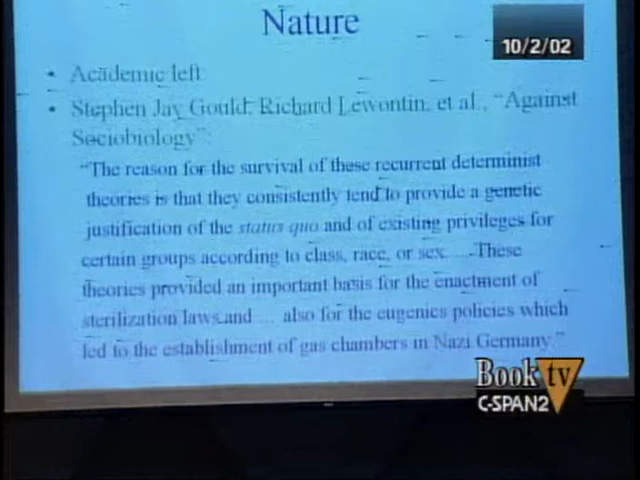 Nature
10/2/02
• Academic left
• Stephen Jay Gould, Richard Lewontin, et al., "Against
Sociobiology":
"The reason for the survival of these recurrent determinist
theories is that they consistently tend to provide a genetic
justification of the status quo and of existing privileges for
certain groups according to class, race, or sex. ... These
theories provided an important basis for the enactment of
sterilization laws and ... also for the eugenics policies which
led to the establishment of gas chambers in Nazi Germany."
Book tv
C-SPAN2